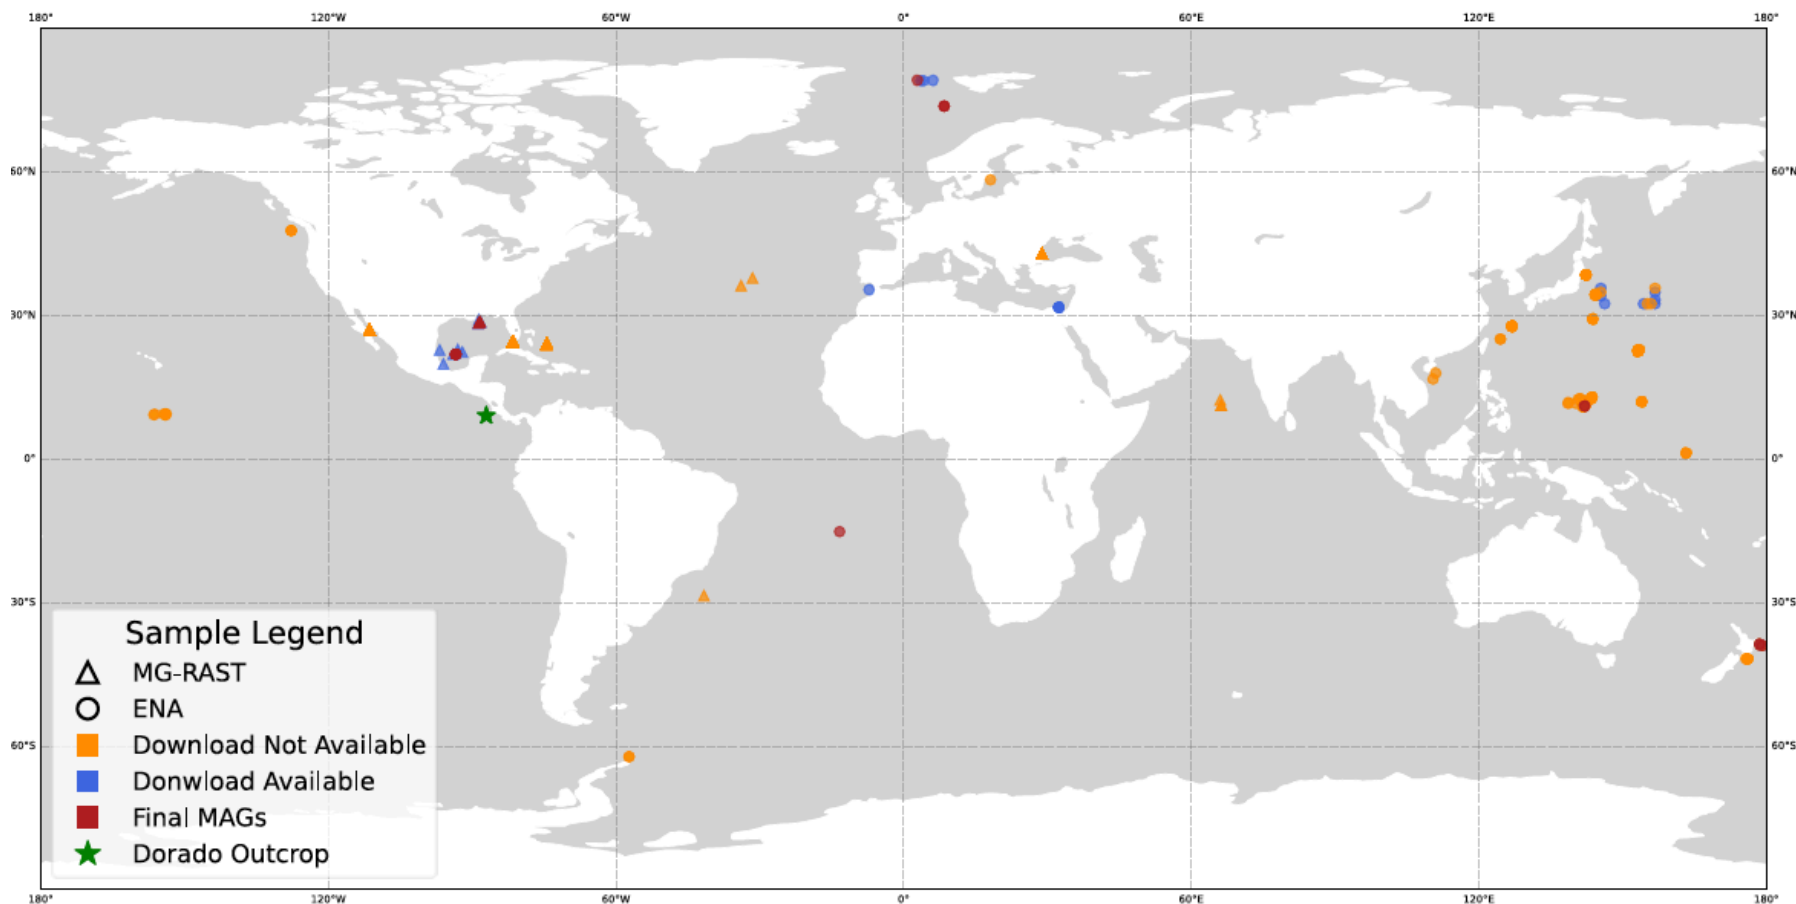 180° 120°W 60°W 0° 60°E 120°E 180°
60°N 60°N
30°N 30°N
0° 0°
30°S 30°S
60°S 60°S
Sample Legend
MG-RAST
ENA
Download Not Available
Donwload Available
Final MAGs
Dorado Outcrop
180° 120°W 60°W 0° 60°E 120°E 180°